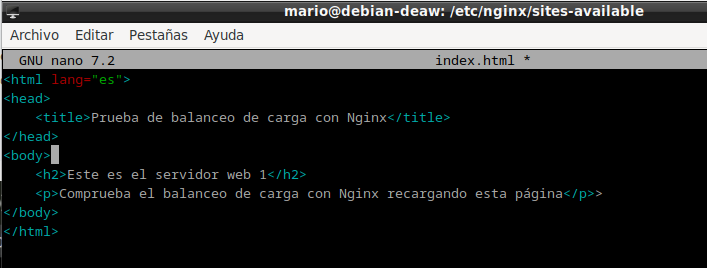 mario@debian-deaw: /etc/nginx/sites-available
Archivo Editar Pestañas Ayuda
GNU nano 7.2 index.html *
<html lang="es">
<head>
    <title>Prueba de balanceo de carga con Nginx</title>
</head>
<body>
    <h2>Este es el servidor web 1</h2>
    <p>Comprueba el balanceo de carga con Nginx recargando esta página</p>>
</body>
</html>